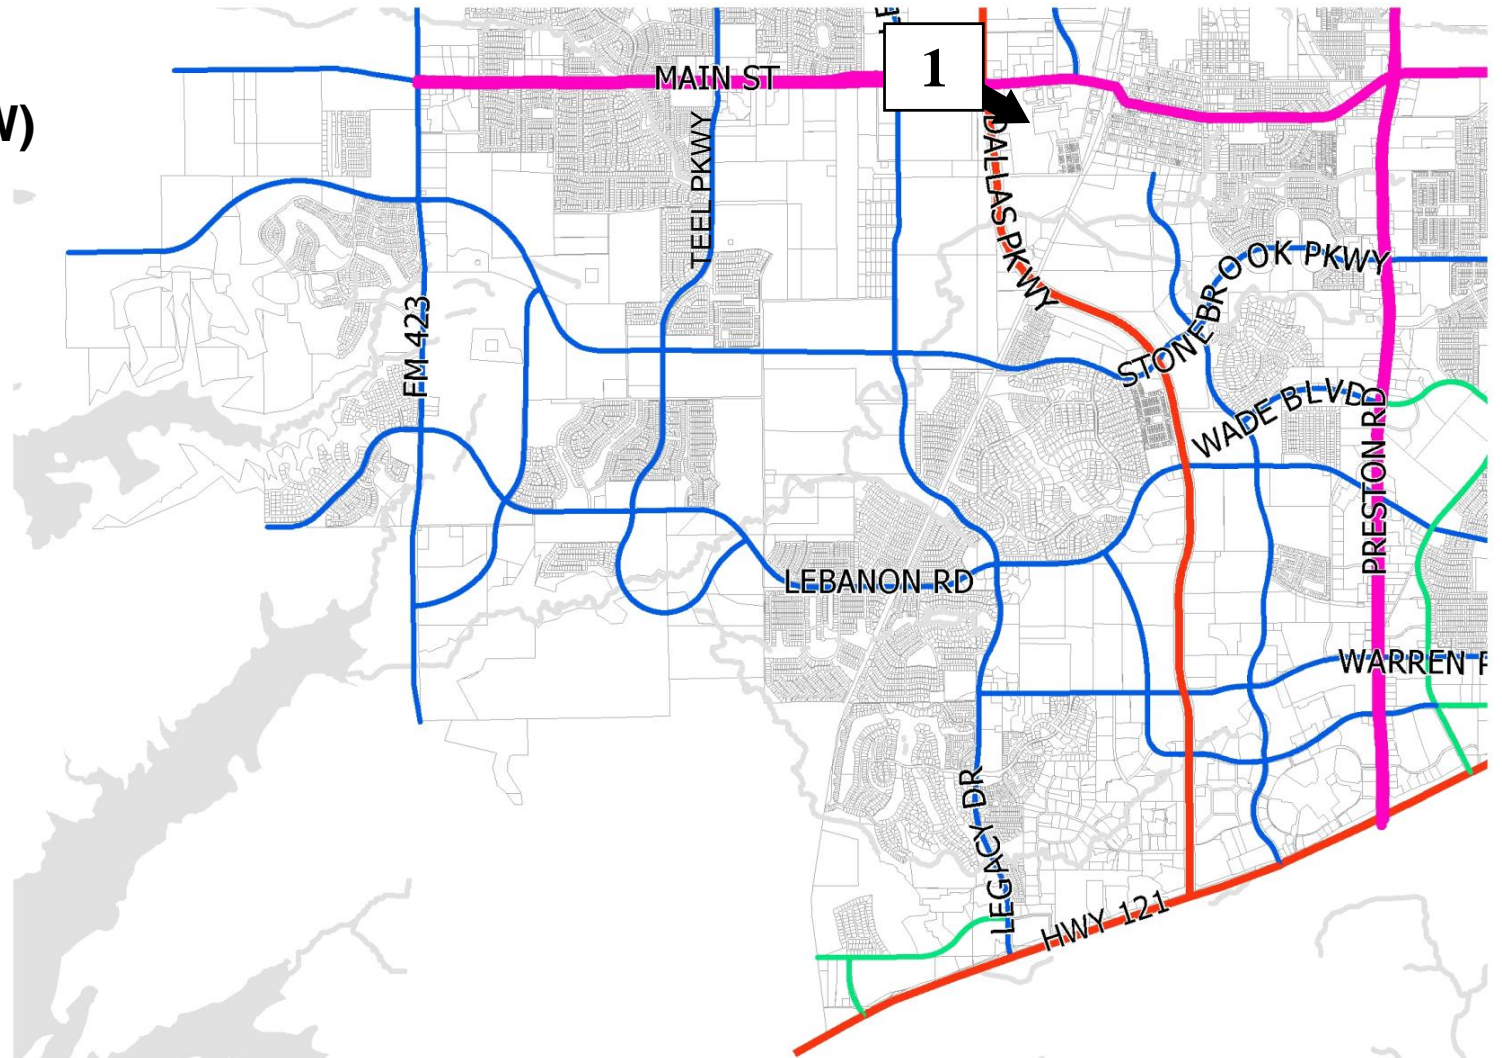 1
MAIN ST
W)
DALLAS PKWY
TEEL PKWY
STONEBROOK PKWY
FM 423
WADE BLVD
PRESTON RD
LEBANON RD
WARREN
LEGACY DR
HWY 121